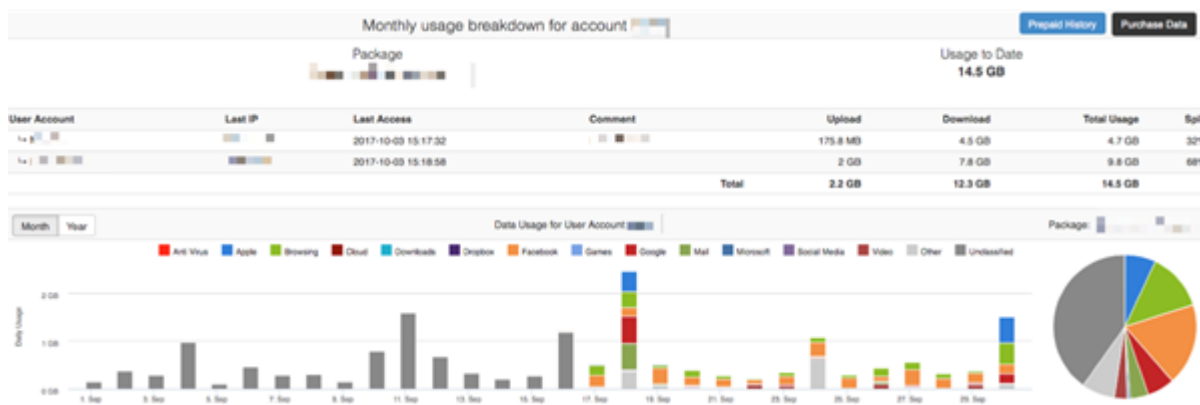 Monthly usage breakdown for account
Prepaid History
Purchase Data
Package
Usage to Date
14.5 GB
User Account Last IP Last Access Comment Upload Download Total Usage
2017-10-03 15:17:32 175.8 MB 4.5 GB 4.7 GB 32
2017-10-03 15:18:58 2 GB 7.8 GB 9.8 GB 68
Total 2.2 GB 12.3 GB 14.5 GB
Month Year
Data Usage for User Account
Package:
Anti Virus Apple Browsing Cloud Downloads Dropbox Facebook Games Google Mail Microsoft Social Media Video Other Unclassified
Daily Usage
2 GB
1 GB
0 GB
1. Sep 3. Sep 5. Sep 7. Sep 9. Sep 11. Sep 13. Sep 15. Sep 17. Sep 19. Sep 21. Sep 23. Sep 25. Sep 27. Sep 29. Sep